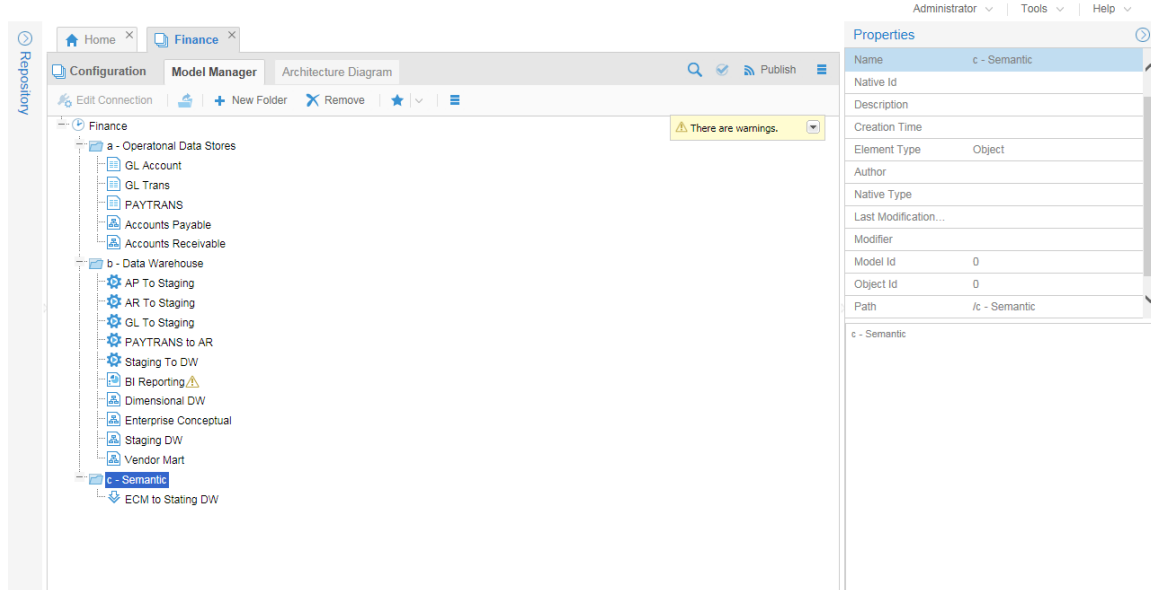 Administrator Tools Help
Repository
Home Finance
Configuration Model Manager Architecture Diagram Publish
Edit Connection New Folder Remove
Finance
There are warnings.
a - Operatonal Data Stores
GL Account
GL Trans
PAYTRANS
Accounts Payable
Accounts Receivable
b - Data Warehouse
AP To Staging
AR To Staging
GL To Staging
PAYTRANS to AR
Staging To DW
BI Reporting
Dimensional DW
Enterprise Conceptual
Staging DW
Vendor Mart
c - Semantic
ECM to Stating DW
Properties
Name c - Semantic
Native Id
Description
Creation Time
Element Type Object
Author
Native Type
Last Modification...
Modifier
Model Id 0
Object Id 0
Path /c - Semantic
c - Semantic